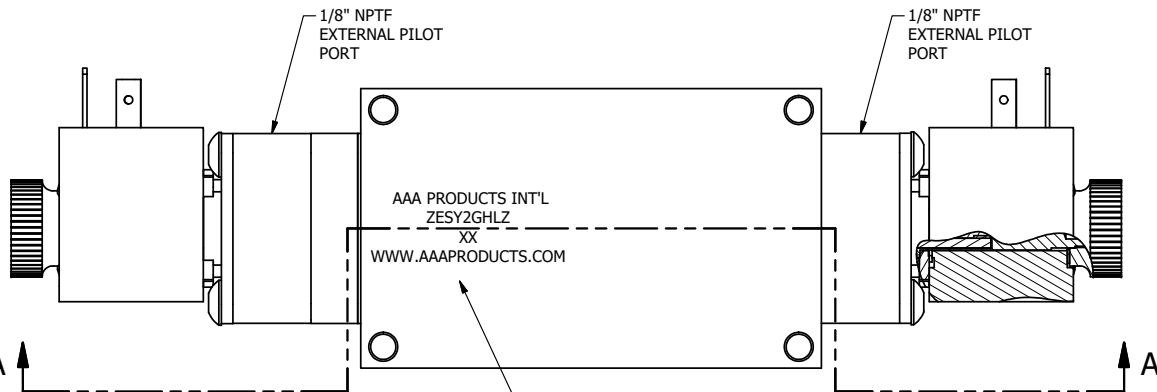 1/8" NPTF
EXTERNAL PILOT
PORT
1/8" NPTF
EXTERNAL PILOT
PORT
AAA PRODUCTS INT'L
ZESY2GHLZ
XX
WWW.AAAPRODUCTS.COM
A
A